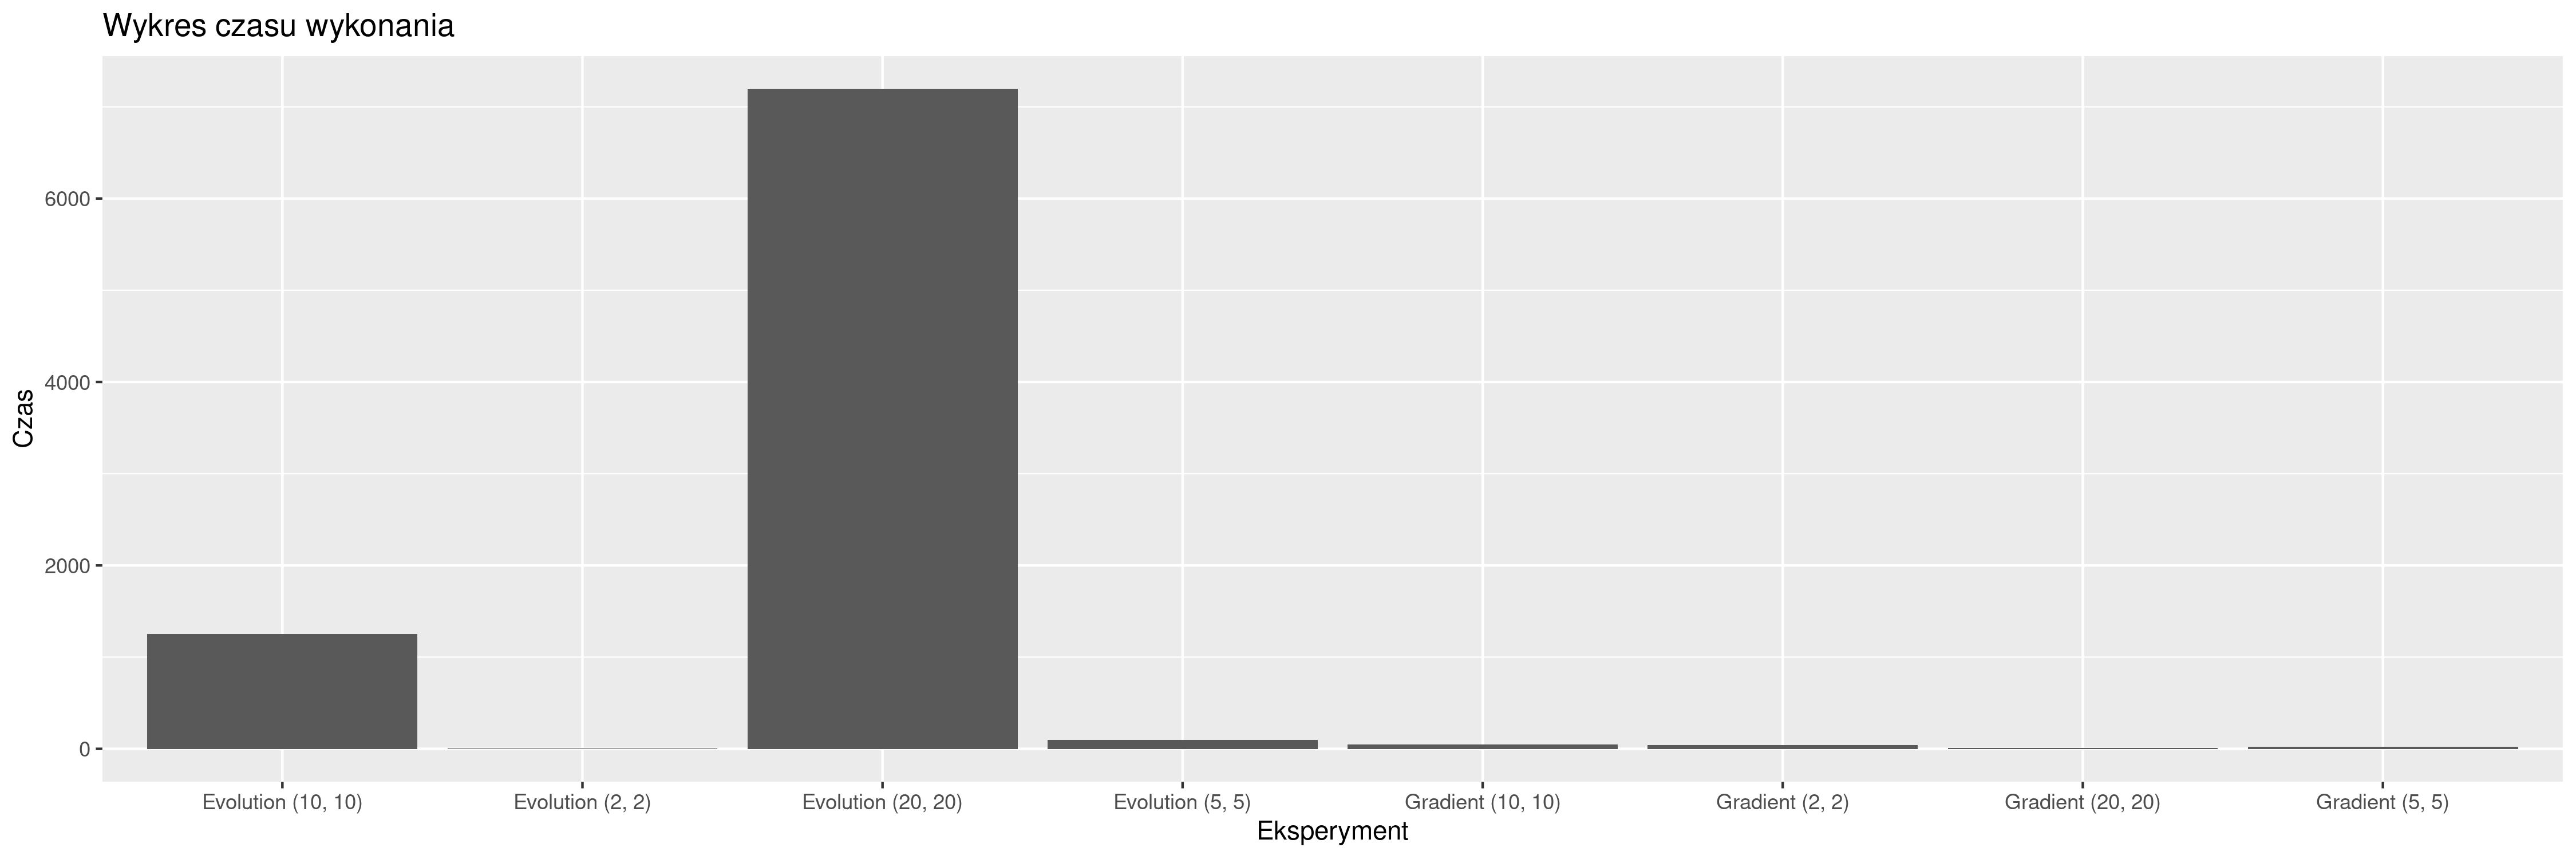 Wykres czasu wykonania
Czas
6000
4000
2000
0
Evolution (10, 10)
Evolution (2, 2)
Evolution (20, 20)
Evolution (5, 5)
Gradient (10, 10)
Gradient (2, 2)
Gradient (20, 20)
Gradient (5, 5)
Eksperyment